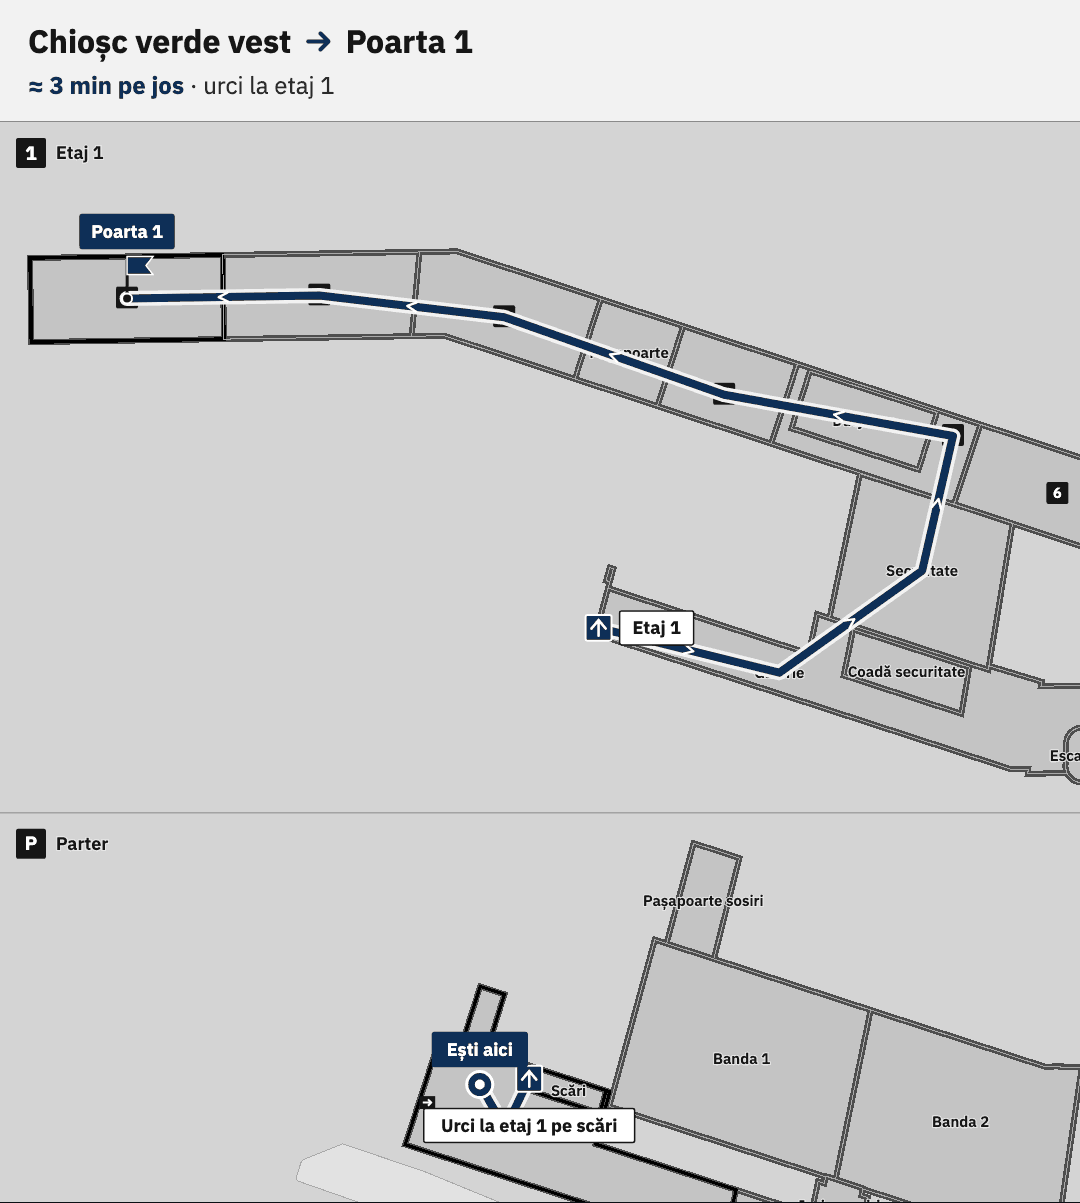 Chioșc verde vest → Poarta 1
≈ 3 min pe jos · urci la etaj 1
1 Etaj 1
Poarta 1
6
Etaj 1
Coadă securitate
P Parter
Pașapoarte sosiri
Ești aici
Scări
Banda 1
Urci la etaj 1 pe scări
Banda 2